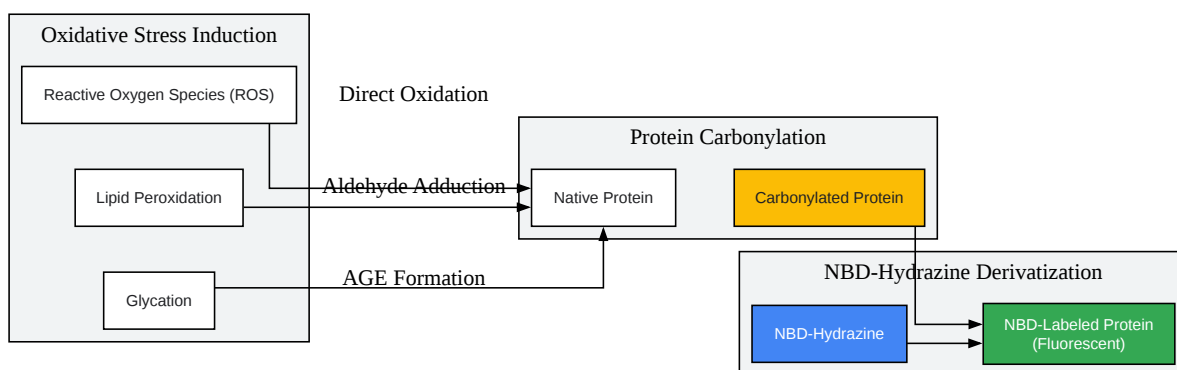 Oxidative Stress Induction
Reactive Oxygen Species (ROS)
Direct Oxidation
Protein Carbonylation
Lipid Peroxidation
Aldehyde Adduction
Native Protein
Carbonylated Protein
Glycation
AGE Formation
NBD-Hydrazine Derivatization
NBD-Hydrazine
NBD-Labeled Protein
(Fluorescent)